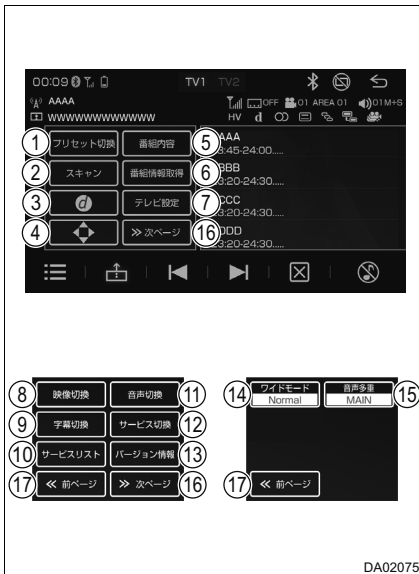 00:09 TV1 TV2
AAAA OFF 01 AREA 01 01M+S
WWWWWWWWWWWWW HV d
1 プリセット切換 番組内容 5 AAA
3:45-24:00.....
2 スキャン 番組情報取得 6 BBB
3:20-24:30.....
3 d テレビ設定 7 CCC
3:20-24:30.....
4 ≫次ページ 16 DDD
3:20-24:30.....
8 映像切換 音声切換 11
9 字幕切換 サービス切換 12
10 サービスリスト バージョン情報 13
17 ≪ 前ページ ≫ 次ページ 16
14 ワイドモード 音声多重 15
Normal MAIN
17 ≪ 前ページ
DA02075